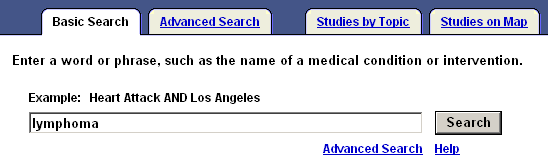 Basic Search Advanced Search Studies by Topic Studies on Map
Enter a word or phrase, such as the name of a medical condition or intervention.
Example: Heart Attack AND Los Angeles
lymphoma Search
Advanced Search Help